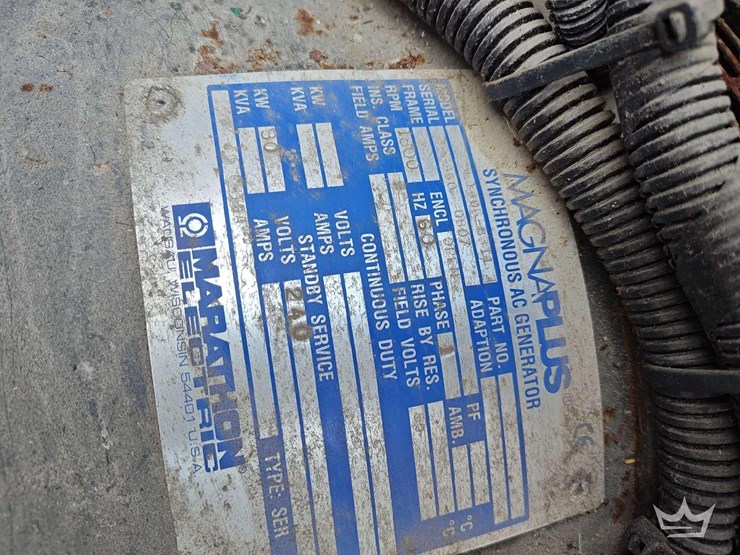 MAGNAPLUS
SYNCHRONOUS AC GENERATOR
MODEL PART NO.
SERIAL ADAPTION
FRAME ENCL PHASE 1 PF
RPM 1800 HZ 60 RISE BY RES. AMB. °C
INS. CLASS FIELD VOLTS °C
FIELD AMPS
CONTINUOUS DUTY
KW VOLTS
KVA AMPS
STANDBY SERVICE
KW 80 VOLTS 240
KVA AMPS
MARATHON ELECTRIC TYPE: SER
WAUSAU, WISCONSIN 54401 U.S.A.